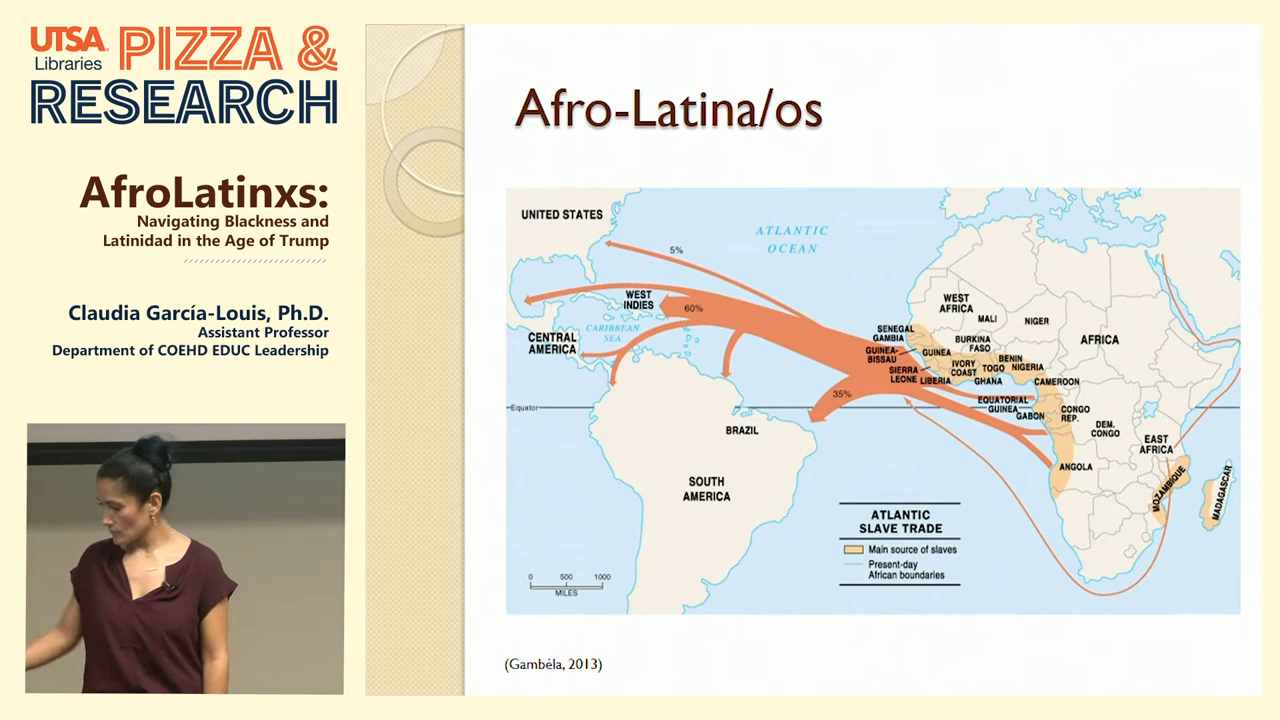 UTSA
Libraries
PIZZA &
RESEARCH
AfroLatinxs:
Navigating Blackness and
Latinidad in the Age of Trump
Claudia García-Louis, Ph.D.
Assistant Professor
Department of COEHD EDUC Leadership
Afro-Latina/os
UNITED STATES
ATLANTIC
OCEAN
5%
WEST
INDIES
60%
CARIBBEAN
SEA
CENTRAL
AMERICA
35%
Equator
BRAZIL
SOUTH
AMERICA
WEST
AFRICA
MALI
NIGER
SENEGAL
GAMBIA
GUINEA-
BISSAU
GUINEA
BURKINA
FASO
AFRICA
SIERRA
LEONE
LIBERIA
IVORY
COAST
TOGO
BENIN
NIGERIA
GHANA
CAMEROON
EQUATORIAL
GUINEA
GABON
CONGO
REP.
DEM.
CONGO
EAST
AFRICA
ANGOLA
MOZAMBIQUE
MADAGASCAR
ATLANTIC
SLAVE TRADE
Main source of slaves
Present-day
African boundaries
0 500 1000
MILES
(Gambéla, 2013)